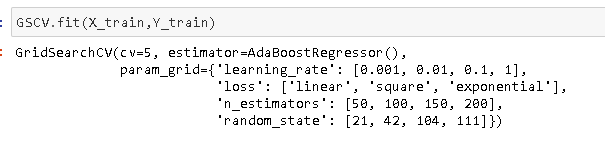 : GSCV.fit(X_train,Y_train)
: GridSearchCV(cv=5, estimator=AdaBoostRegressor(),
param_grid={'learning_rate': [0.001, 0.01, 0.1, 1],
'loss': ['linear', 'square', 'exponential'],
'n_estimators': [50, 100, 150, 200],
'random_state': [21, 42, 104, 111]})